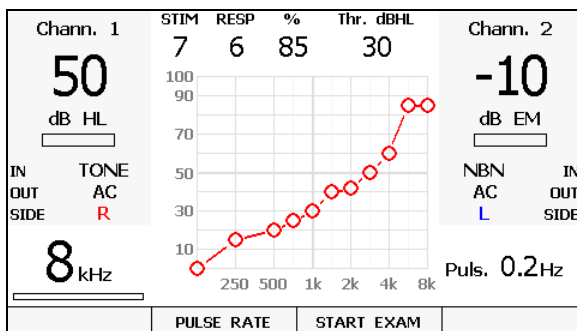 Chann. 1
50
dB HL
IN TONE
OUT AC
SIDE R
8 kHz
STIM RESP % Thr. dBHL
7 6 85 30
100
90
70
50
30
10
250 500 1k 2k 4k 8k
Chann. 2
-10
dB EM
NBN IN
AC OUT
L SIDE
Puls. 0.2Hz
PULSE RATE START EXAM